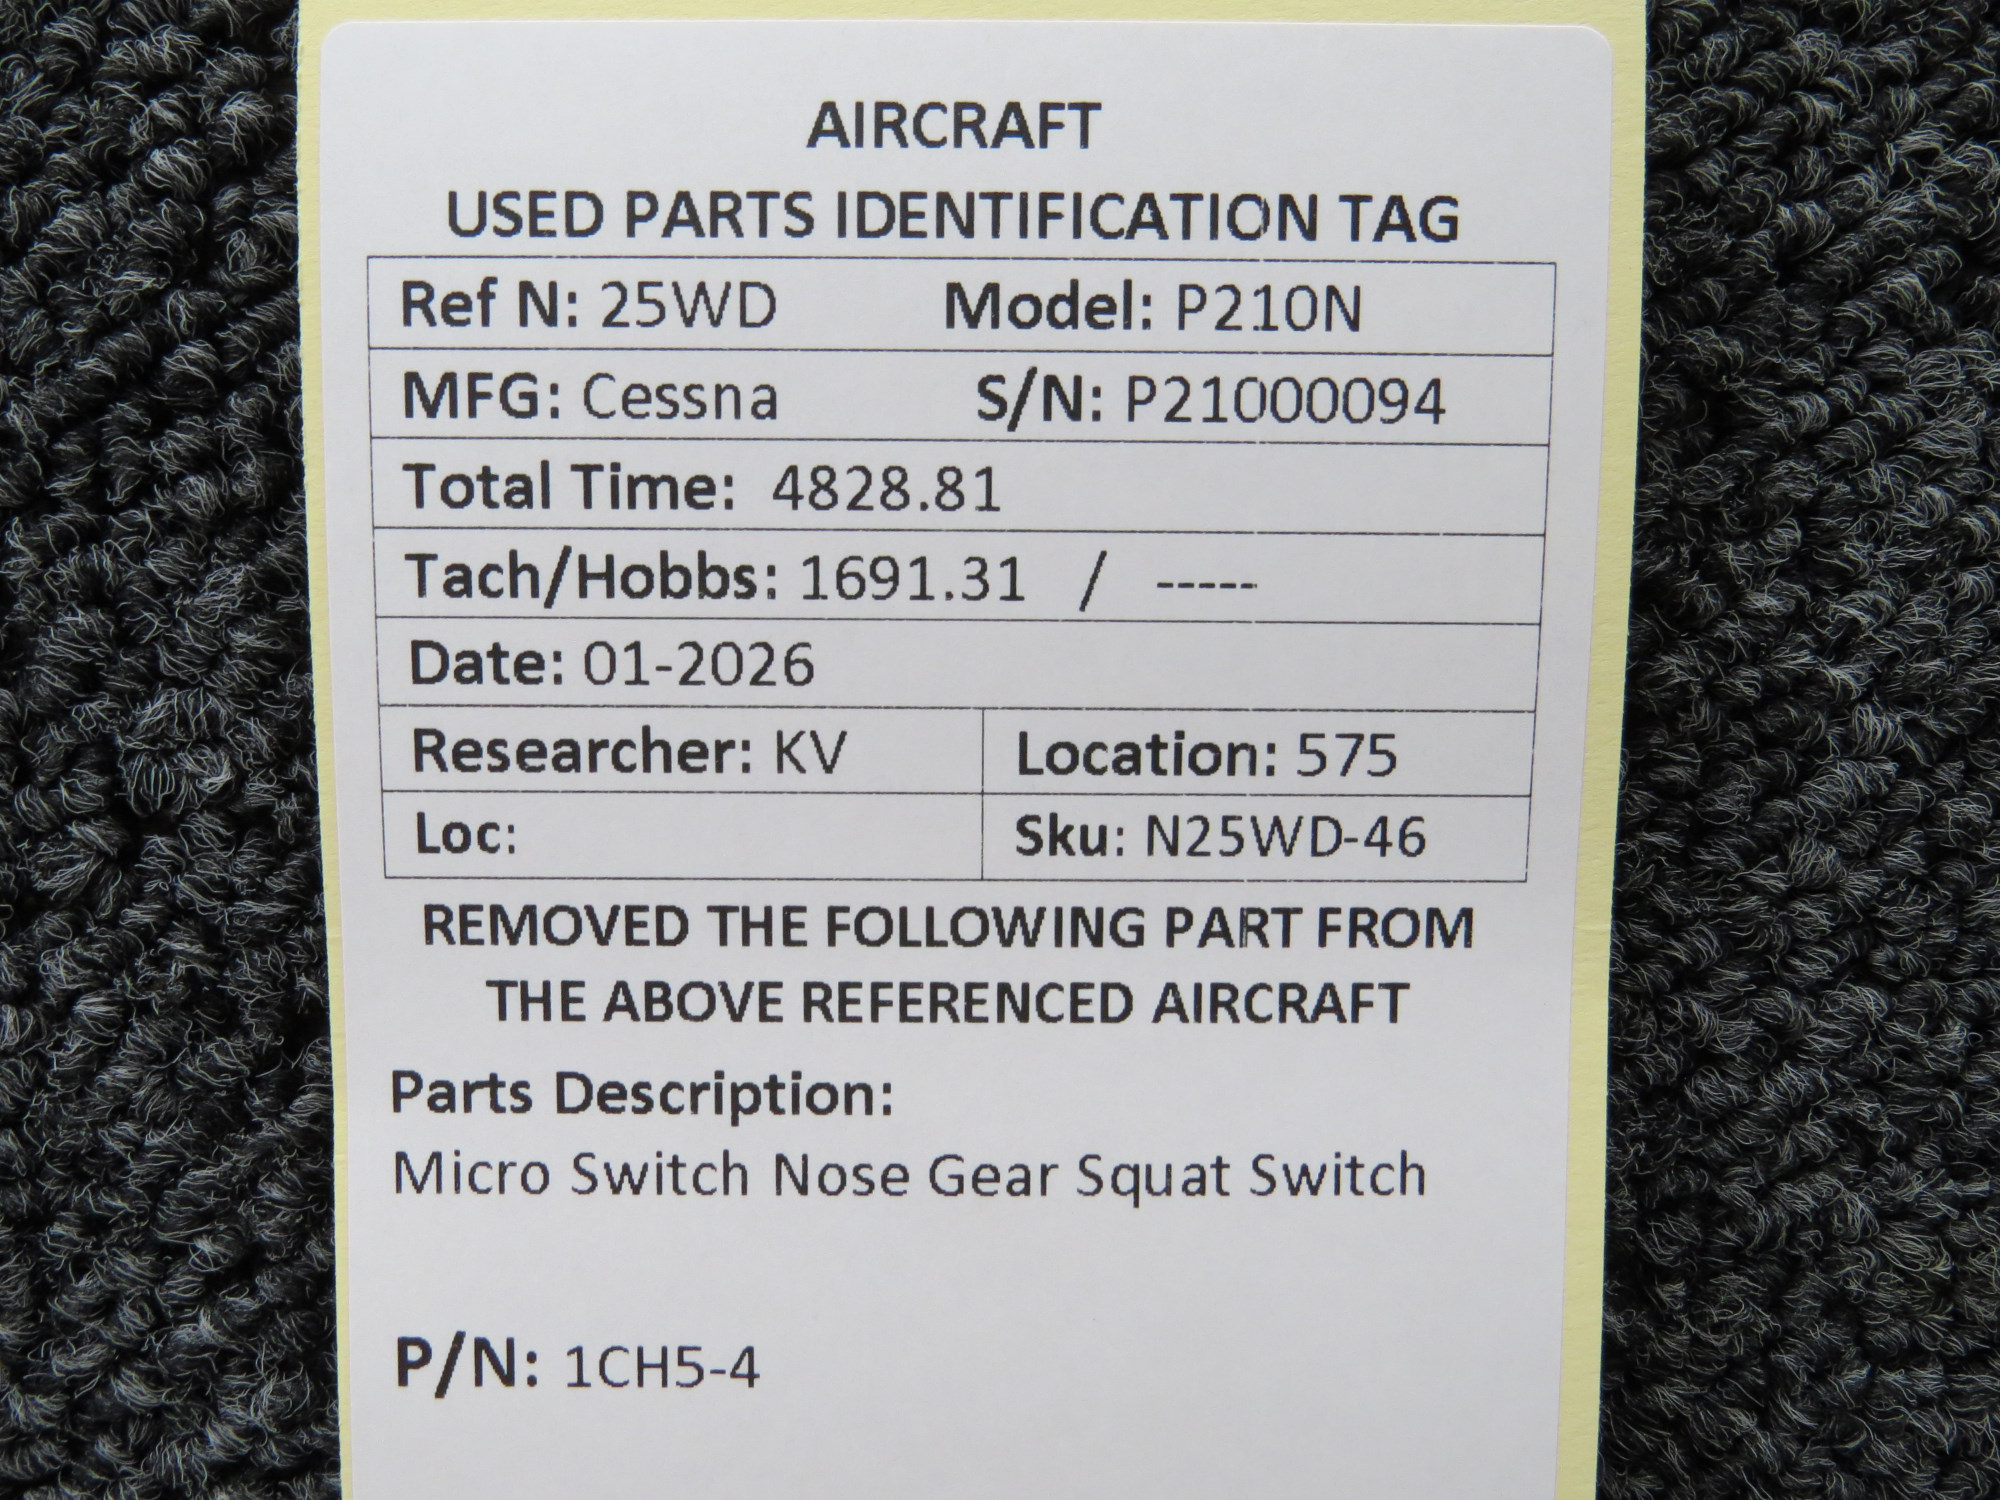 AIRCRAFT
USED PARTS IDENTIFICATION TAG
Ref N: 25WD Model: P210N
MFG: Cessna S/N: P21000094
Total Time: 4828.81
Tach/Hobbs: 1691.31 / -----
Date: 01-2026
Researcher: KV Location: 575
Loc: Sku: N25WD-46
REMOVED THE FOLLOWING PART FROM
THE ABOVE REFERENCED AIRCRAFT
Parts Description:
Micro Switch Nose Gear Squat Switch
P/N: 1CH5-4